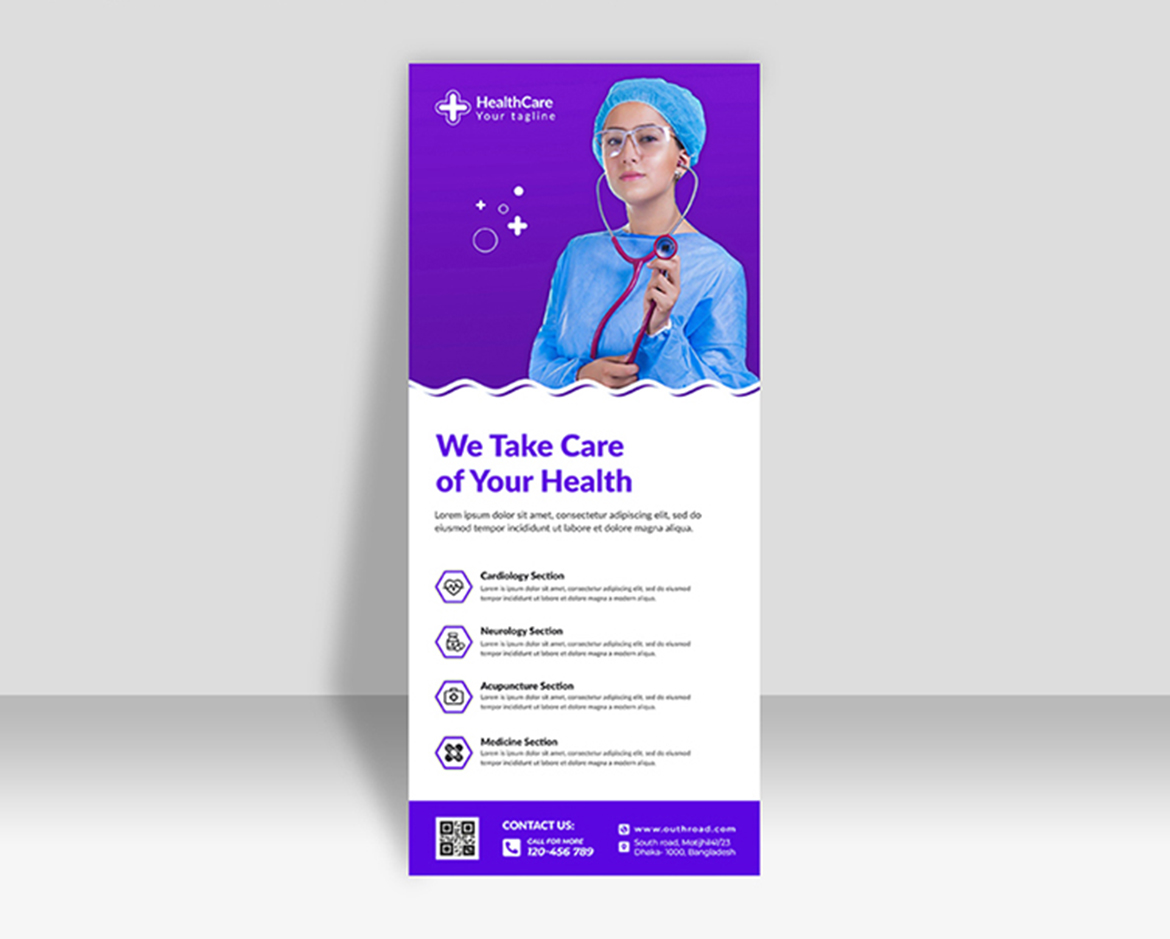 HealthCare
Your tagline
We Take Care
of Your Health
Lorem ipsum dolor sit amet, consectetur adipiscing elit, sed do
eiusmod tempor incididunt ut labore et dolore magna aliqua.
Cardiology Section
Lorem is ipsum dolor sit amet, consectetur adipiscing elit, sed do eiusmod
tempor incididunt ut labore et dolore magna a modern aliqua.
Neurology Section
Lorem is ipsum dolor sit amet, consectetur adipiscing elit, sed do eiusmod
tempor incididunt ut labore et dolore magna a modern aliqua.
Acupuncture Section
Lorem is ipsum dolor sit amet, consectetur adipiscing elit, sed do eiusmod
tempor incididunt ut labore et dolore magna a modern aliqua.
Medicine Section
Lorem is ipsum dolor sit amet, consectetur adipiscing elit, sed do eiusmod
tempor incididunt ut labore et dolore magna a modern aliqua.
CONTACT US:
CALL FOR MORE
120-456 789
www.outhroad.com
South road,
Dhaka- 1000, Bangladesh